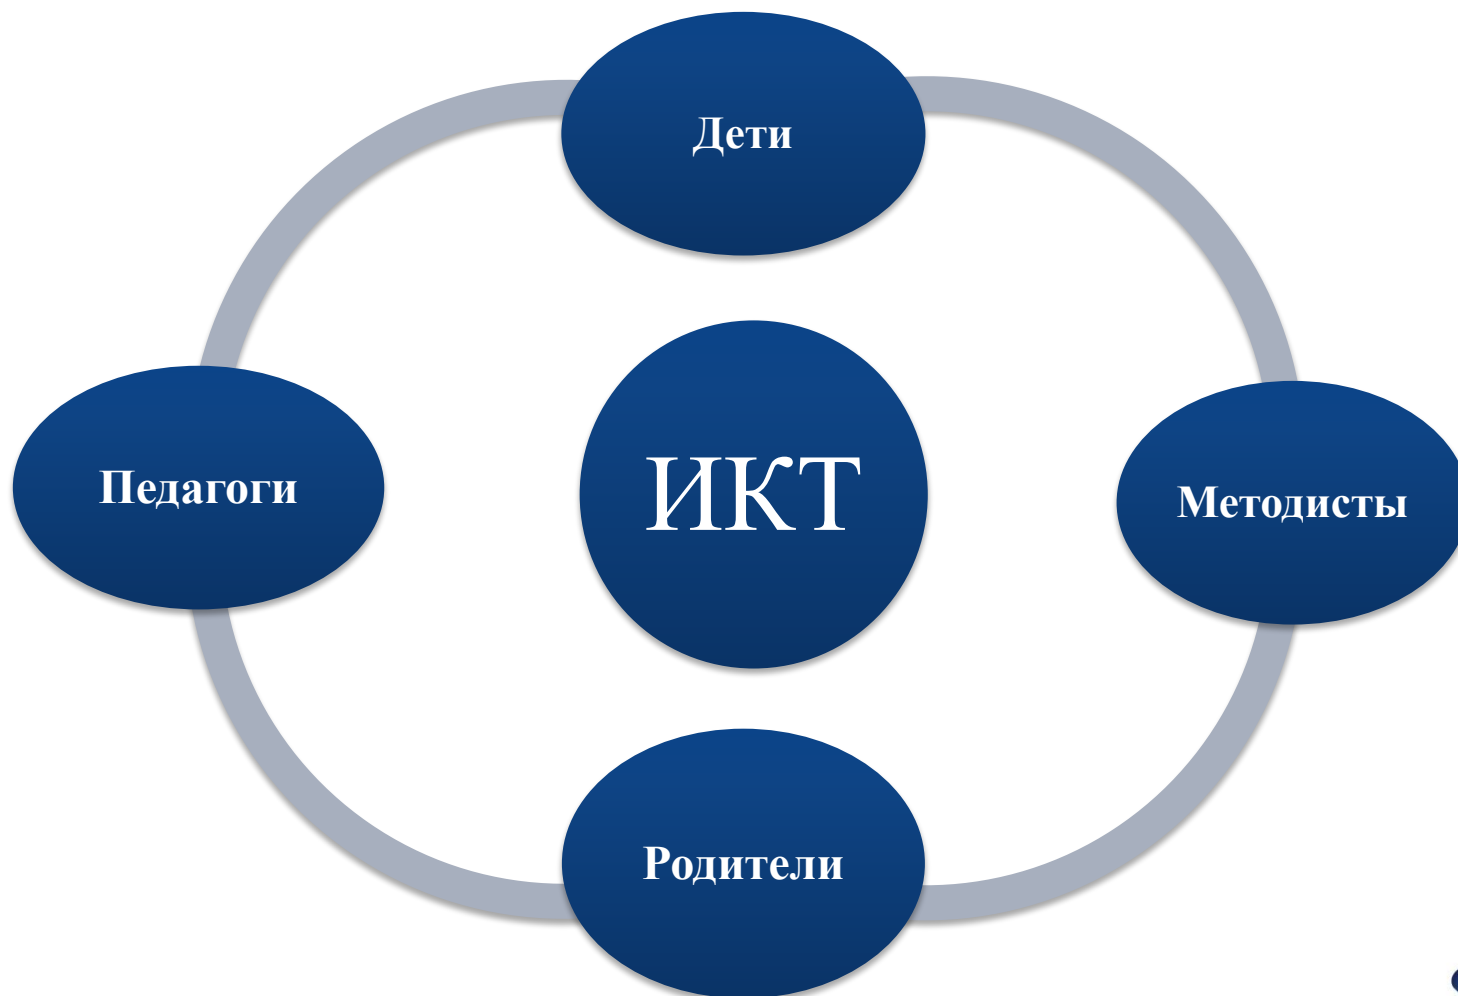 Дети
Педагоги
ИКТ
Методисты
Родители